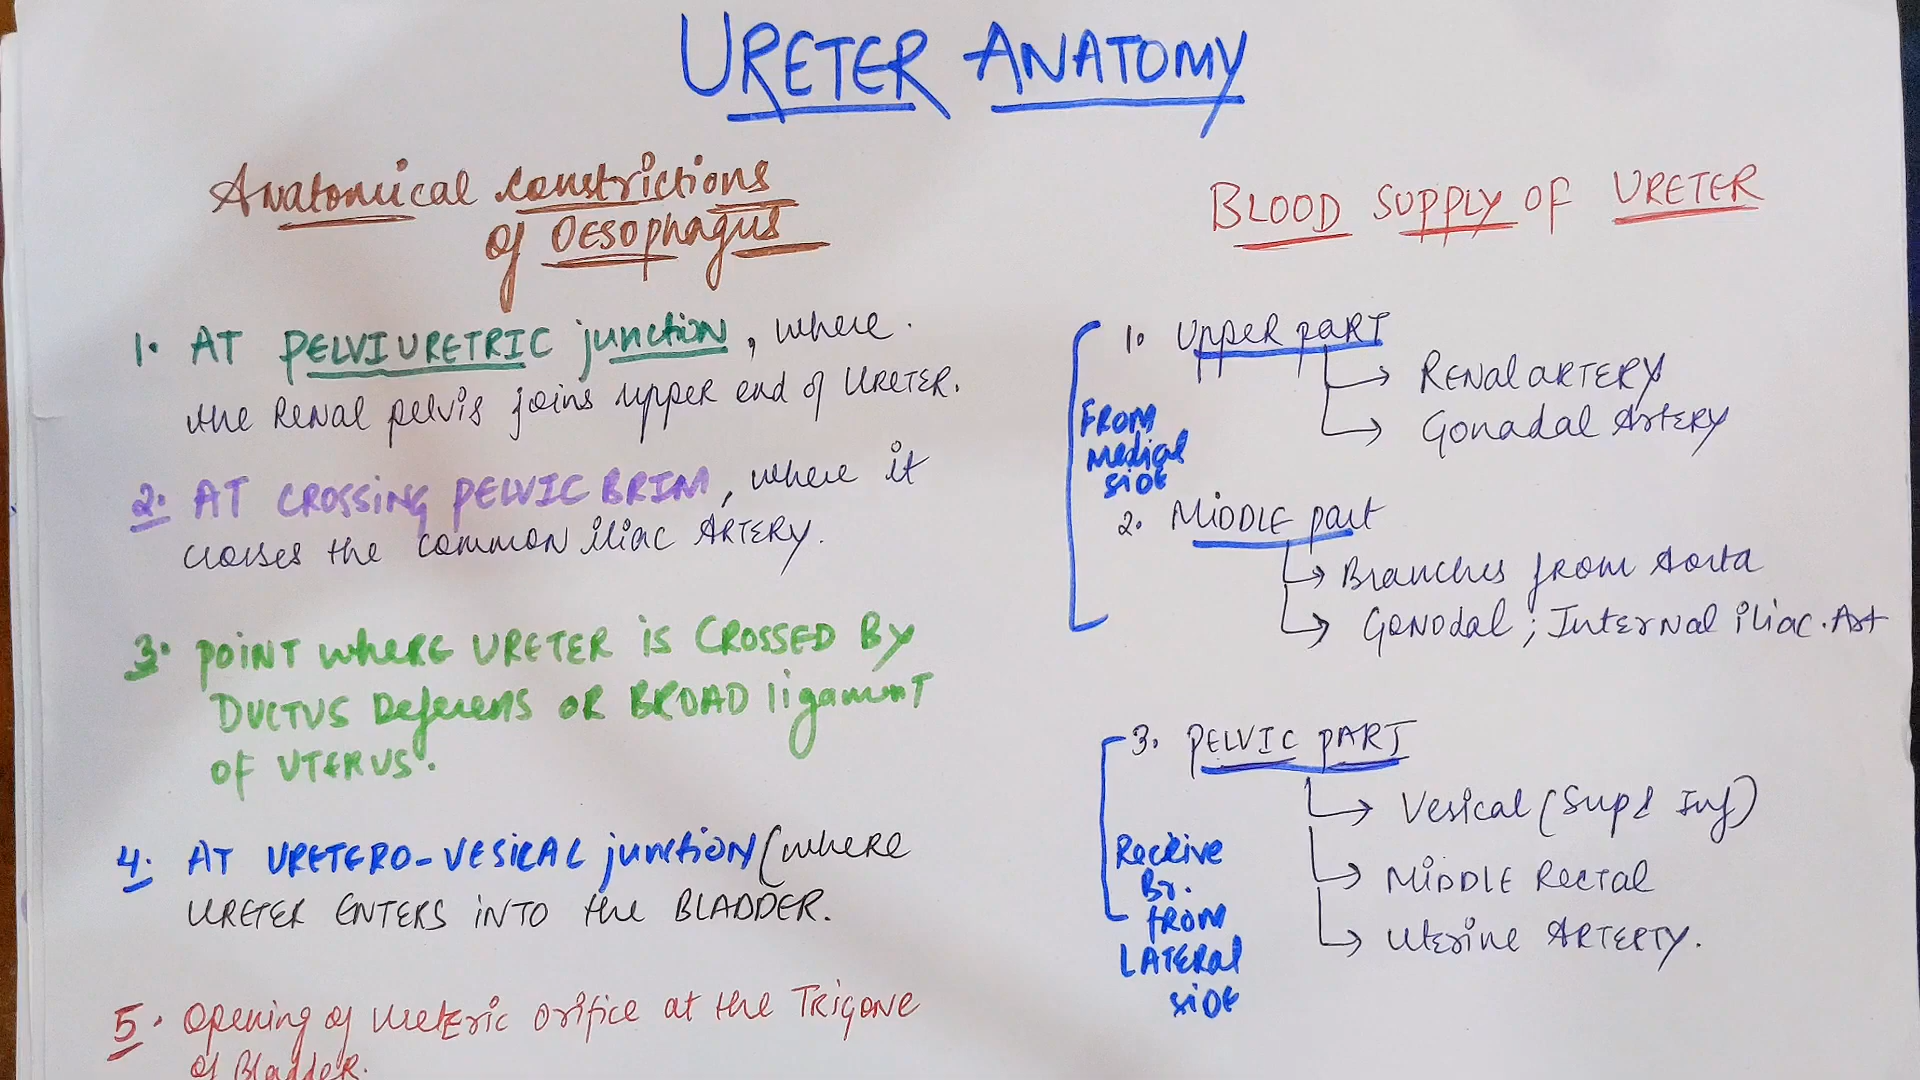 URETER ANATOMY
Anatomical constrictions
of OESophagus
1. AT PELVIURETRIC junction, where
the Renal pelvis joins upper end of URETER.
2. AT CROSSING PELVIC BRIM, where it
crosses the common iliac ARTERY.
3. POINT where URETER is CROSSED By
DUCTUS Deferens OR BROAD ligament
OF UTERUS.
4. AT URETERO-VESICAL junction (where
URETER ENTERS INTO the BLADDER.
5. Opening of Ureteric orifice at the TRIGONE
of Bladder.
BLOOD SUPPLY OF URETER
1. Upper part
Renal ARTERY
Gonadal Artery
FROM
Medical
side
2. MIDDLE part
Branches from Aorta
Gonodal ; Internal iliac. Art
3. PELVIC PART
Vesical (Sup & Inf)
MIDDLE Rectal
Uterine ARTERTY.
Receive
Br.
from
LATERAL
side